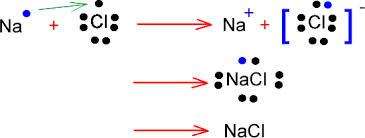 Na + Cl Na+ + [ Cl ] -
NaCl
NaCl